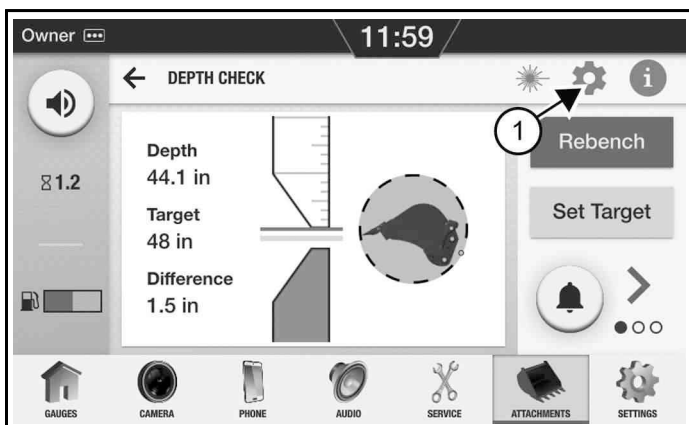 Owner
11:59
DEPTH CHECK
i
1
Depth
44.1 in
Target
48 in
Difference
1.5 in
1.2
Rebench
Set Target
GAUGES
CAMERA
PHONE
AUDIO
SERVICE
ATTACHMENTS
SETTINGS